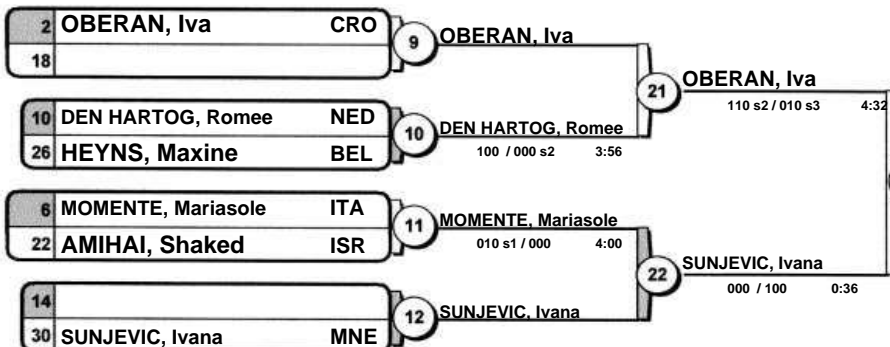 2 OBERAN, Iva CRO
18
9 OBERAN, Iva
10 DEN HARTOG, Romee NED
26 HEYNS, Maxine BEL
10 DEN HARTOG, Romee
100 / 000 s2 3:56
21 OBERAN, Iva
110 s2 / 010 s3 4:32
6 MOMENTE, Mariasole ITA
22 AMIHAI, Shaked ISR
11 MOMENTE, Mariasole
010 s1 / 000 4:00
14
30 SUNJEVIC, Ivana MNE
12 SUNJEVIC, Ivana
22 SUNJEVIC, Ivana
000 / 100 0:36